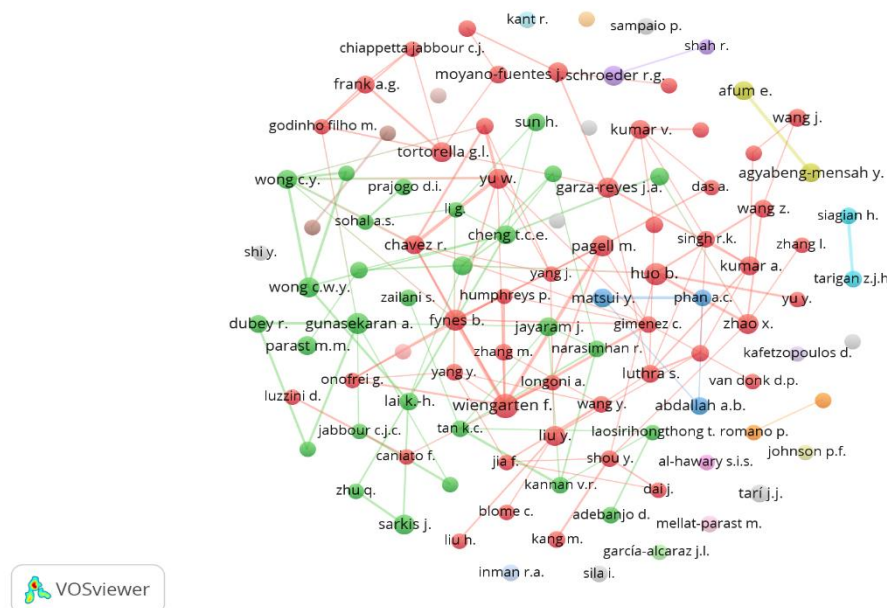 kant r.
sampaio p.
chiappetta jabbour c.j.
shah r.
moyano-fuentes j.
schroeder r.g.
frank a.g.
afum e.
godinho filho m.
sun h.
kumar v.
wang j.
tortorella g.l.
wong c.y.
prajogo d.i.
yu w.
garza-reyes j.a.
das a.
agyabeng-mensah y.
li g.
wang z.
siagian h.
sohal a.s.
cheng t.c.e.
chavez r.
pagell m.
singh r.k.
zhang l.
shi y.
yang j.
huo b.
kumar a.
tarigan z.j.h
wong c.w.y.
zailani s.
humphreys p.
matsui y.
phan a.c.
yu y.
dubey r.
gunasekaran a.
fynes b.
jayaram j.
gimenez c.
zhao x.
parast m.m.
zhang m.
narasimhan r.
kafetzopoulos d.
onofrei g.
yang y.
longoni a.
luthra s.
van donk d.p.
luzzini d.
lai k.-h.
wiengarten f.
wang y.
abdallah a.b.
jabbour c.j.c.
tan k.c.
liu y.
laosirihongthong t.
romano p.
caniato f.
jia f.
shou y.
al-hawary s.i.s.
johnson p.f.
zhu q.
kannan v.r.
dai j.
tarí j.j.
sarkis j.
blome c.
adebanjo d.
mellat-parast m.
liu h.
kang m.
garcía-alcaraz j.l.
inman r.a.
sila i.
VOSviewer